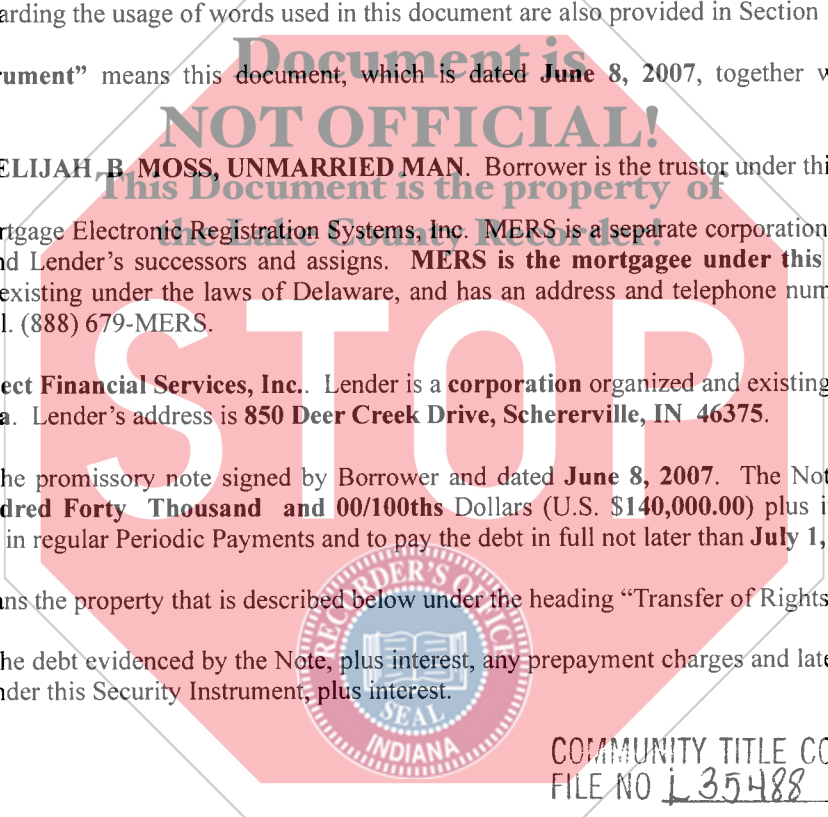 arding the usage of words used in this document are also provided in Section
Document is
rument” means this document, which is dated June 8, 2007, together w
NOT OFFICIAL!
ELIJAH B. MOSS, UNMARRIED MAN. Borrower is the trustor under thi
This Document is the property of
rtgage Electronic Registration Systems, Inc. MERS is a separate corporation
the Lake County Recorder!
nd Lender’s successors and assigns. MERS is the mortgagee under this
existing under the laws of Delaware, and has an address and telephone num
l. (888) 679-MERS.
STOP
ect Financial Services, Inc.. Lender is a corporation organized and existing
a. Lender’s address is 850 Deer Creek Drive, Schererville, IN 46375.
he promissory note signed by Borrower and dated June 8, 2007. The Not
dred Forty Thousand and 00/100ths Dollars (U.S. $140,000.00) plus i
in regular Periodic Payments and to pay the debt in full not later than July 1,
ans the property that is described below under the heading “Transfer of Rights
he debt evidenced by the Note, plus interest, any prepayment charges and late
nder this Security Instrument, plus interest.
RECORDER'S OFFICE
SEAL
INDIANA
COMMUNITY TITLE CO
FILE NO L 35488